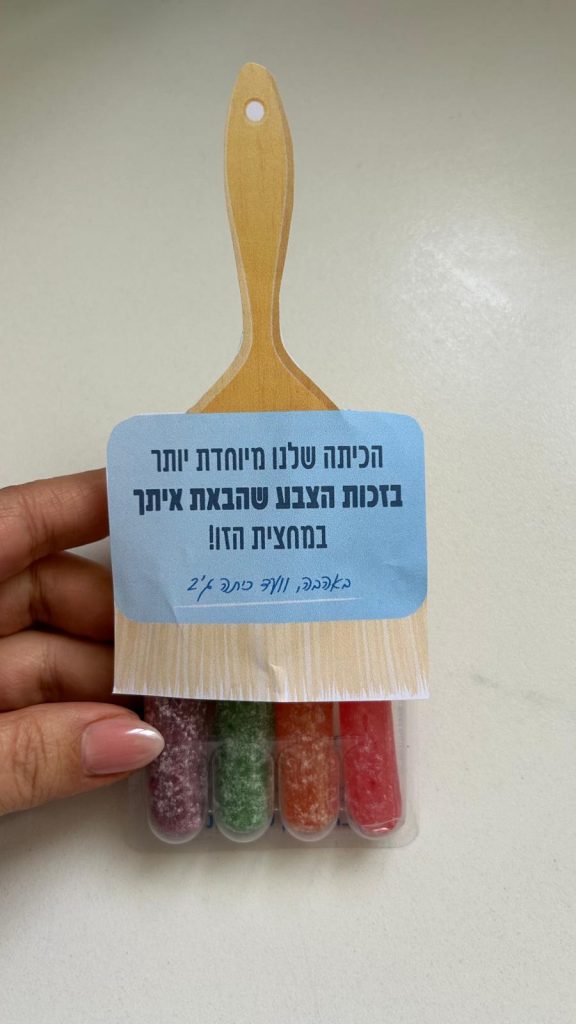 הכיתה שלנו מיוחדת יותר
בזכות הצבע שהבאת איתך
במחצית הזו!
באהבה, וועד כיתה ג'2